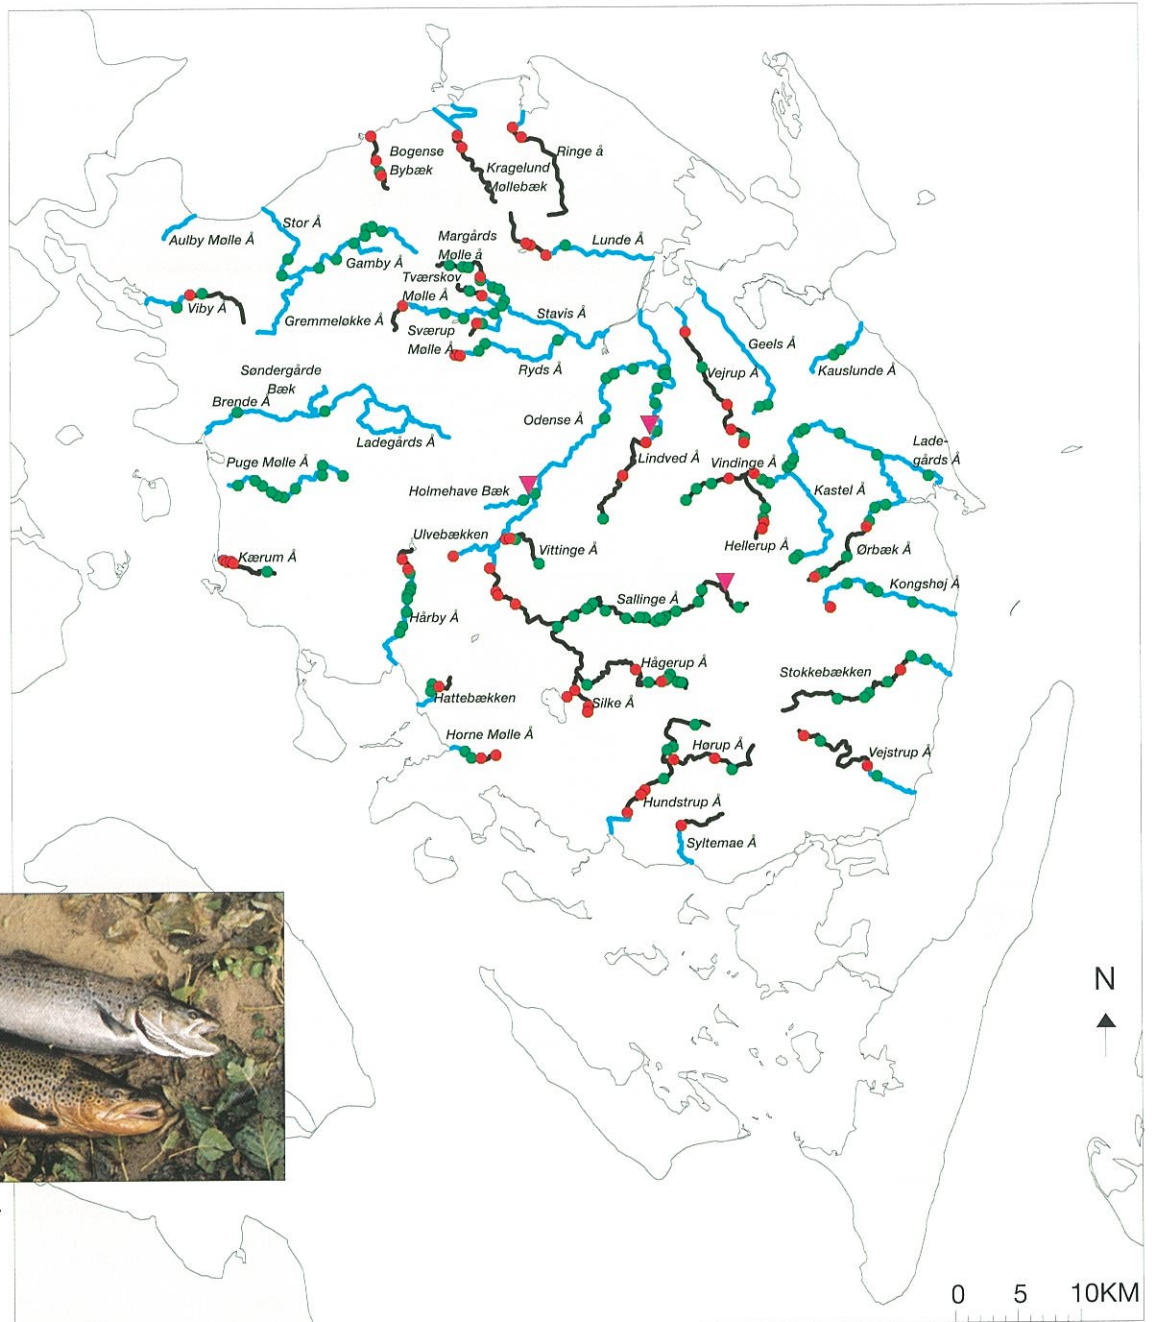 Bogense
Bybæk
Kragelund
Møllebæk
Ringe å
Aulby Mølle Å
Stor Å
Gamby Å
Margårds
Mølle å
Lunde Å
Tværskov
Mølle Å
Viby Å
Gremmeløkke Å
Stavis Å
Sværup
Mølle Å
Ryds Å
Geels Å
Vejrup Å
Kauslunde Å
Søndergårde
Bæk
Brende Å
Ladegårds Å
Odense Å
Lindved Å
Vindinge Å
Lade-
gårds Å
Puge Mølle Å
Holmehave Bæk
Kastel Å
Ulvebækken
Vittinge Å
Hellerup Å
Ørbæk Å
Kærum Å
Kongshøj Å
Sallinge Å
Hårby Å
Hågerup Å
Stokkebækken
Hattebækken
Silke Å
Horne Mølle Å
Hørup Å
Vejstrup Å
Hundstrup Å
Syltemae Å
N
0 5 10KM